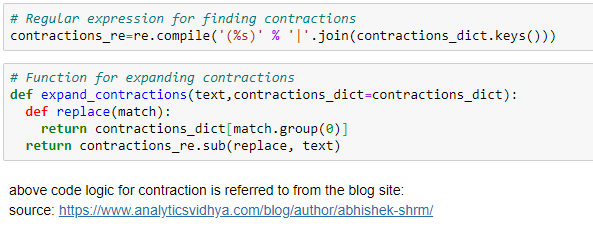 # Regular expression for finding contractions
contractions_re=re.compile('(%s)' % '|'.join(contractions_dict.keys()))
# Function for expanding contractions
def expand_contractions(text,contractions_dict=contractions_dict):
  def replace(match):
    return contractions_dict[match.group(0)]
  return contractions_re.sub(replace, text)
above code logic for contraction is referred to from the blog site:
source: https://www.analyticsvidhya.com/blog/author/abhishek-shrm/